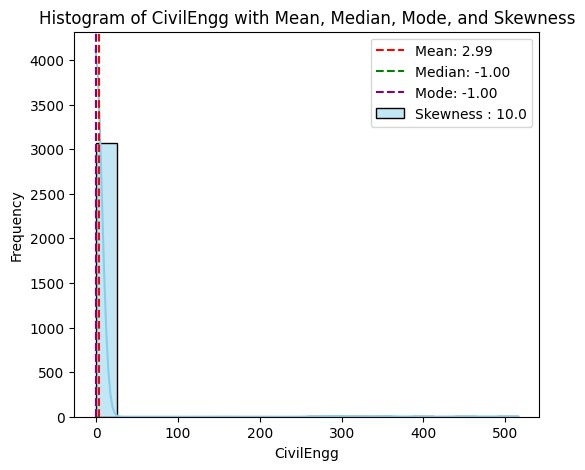 Histogram of CivilEngg with Mean, Median, Mode, and Skewness
Mean: 2.99
Median: -1.00
Mode: -1.00
Skewness : 10.0
4000
3500
3000
2500
2000
1500
1000
500
0
Frequency
0 100 200 300 400 500
CivilEngg